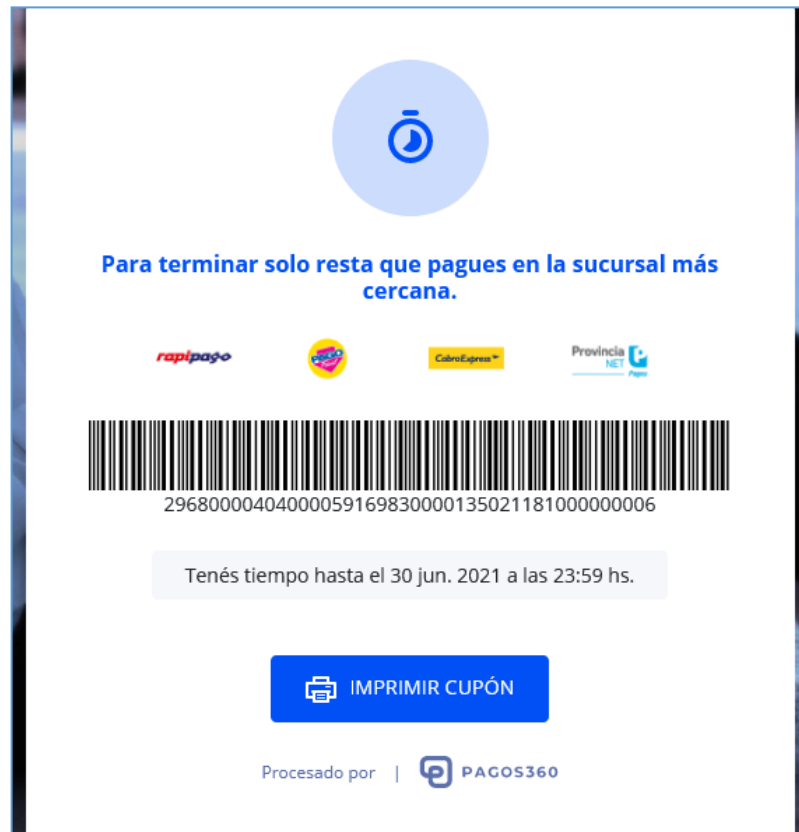 Para terminar solo resta que pagues en la sucursal más
cercana.
rapipago
PAGO
CobroExpress
Provincia
NET
Pagos
29680000404000059169830000135021181000000006
Tenés tiempo hasta el 30 jun. 2021 a las 23:59 hs.
IMPRIMIR CUPÓN
Procesado por | PAGOS360